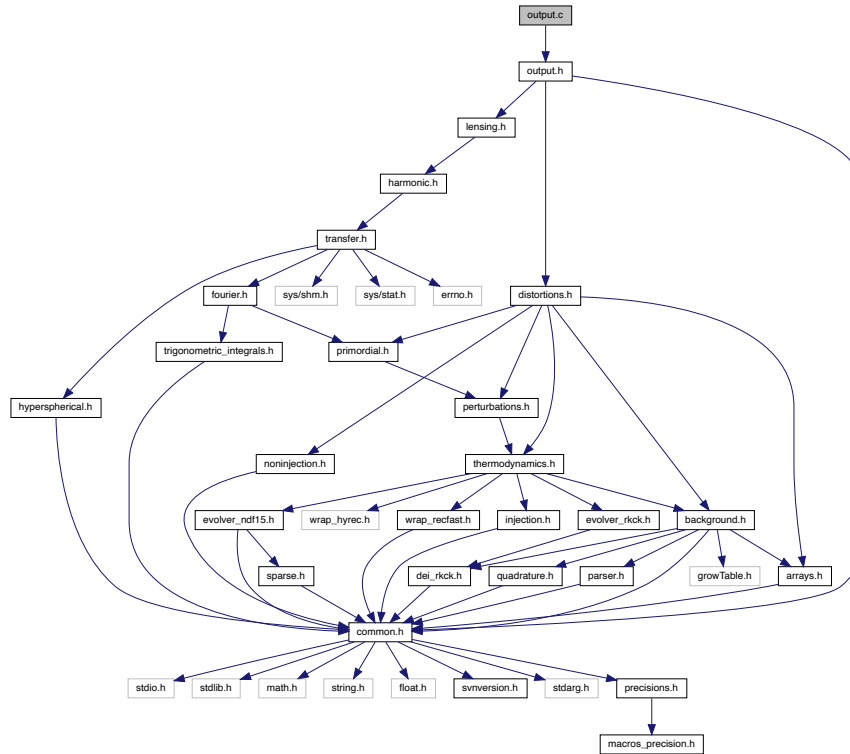 output.c
output.h
lensing.h
harmonic.h
transfer.h
fourier.h
sys/shm.h
sys/stat.h
errno.h
distortions.h
trigonometric_integrals.h
primordial.h
hyperspherical.h
perturbations.h
noninjection.h
thermodynamics.h
evolver_ndf15.h
wrap_hyrec.h
wrap_recfast.h
injection.h
evolver_rkck.h
background.h
sparse.h
dei_rkck.h
quadrature.h
parser.h
growTable.h
arrays.h
common.h
stdio.h
stdlib.h
math.h
string.h
float.h
svnversion.h
stdarg.h
precisions.h
macros_precision.h